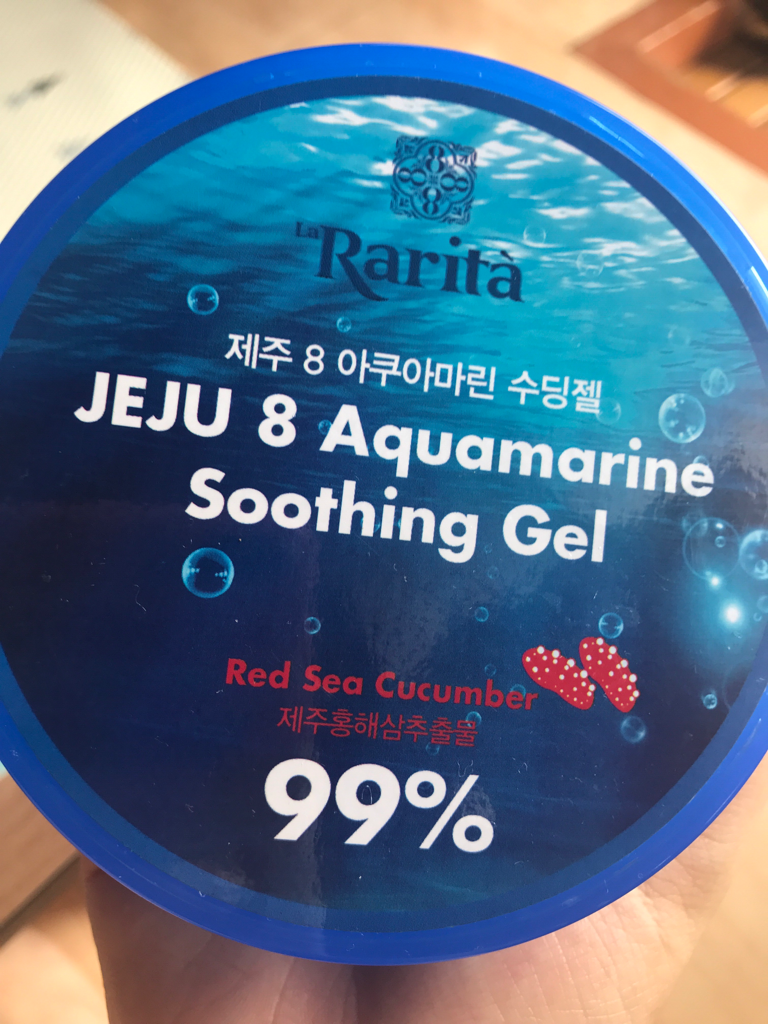 La Rarità
제주 8 아쿠아마린 수딩젤
JEJU 8 Aquamarine
Soothing Gel
Red Sea Cucumber
제주홍해삼추출물
99%